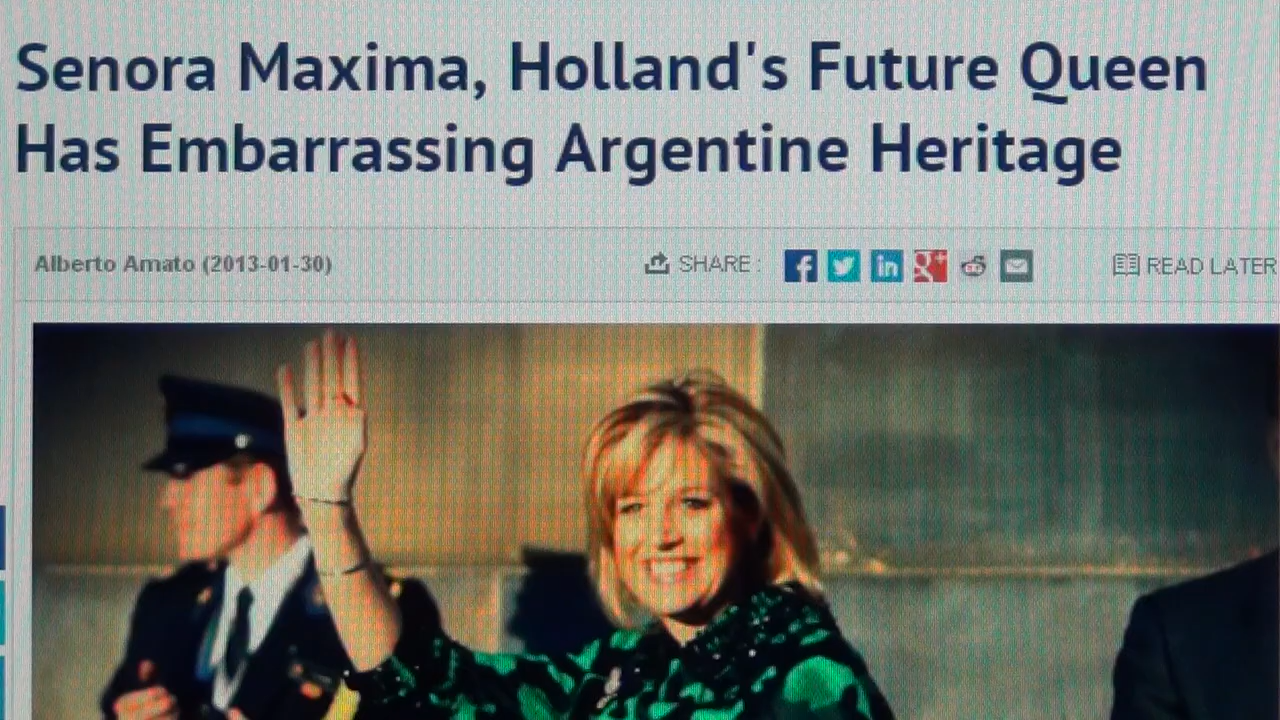 Senora Maxima, Holland's Future Queen
Has Embarrassing Argentine Heritage
Alberto Amato (2013-01-30)
SHARE :
READ LATER